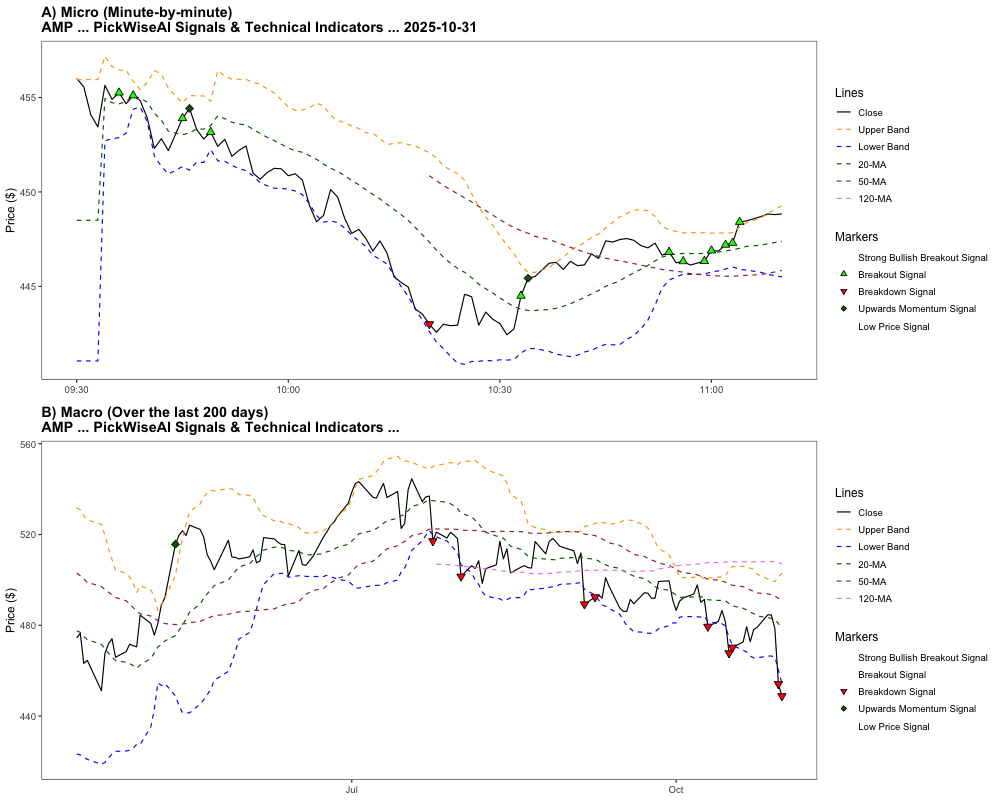 A) Micro (Minute-by-minute)
AMP ... PickWiseAI Signals & Technical Indicators ... 2025-10-31
Price ($)
455
450
445
09:30
10:00
10:30
11:00
Lines
Close
Upper Band
Lower Band
20-MA
50-MA
120-MA
Markers
Strong Bullish Breakout Signal
Breakout Signal
Breakdown Signal
Upwards Momentum Signal
Low Price Signal
B) Macro (Over the last 200 days)
AMP ... PickWiseAI Signals & Technical Indicators ...
Price ($)
560
520
480
440
Jul
Oct
Lines
Close
Upper Band
Lower Band
20-MA
50-MA
120-MA
Markers
Strong Bullish Breakout Signal
Breakout Signal
Breakdown Signal
Upwards Momentum Signal
Low Price Signal